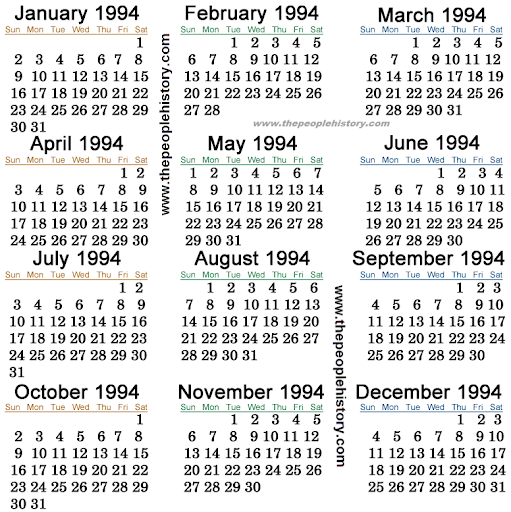 January 1994
Sun Mon Tue Wed Thu Fri Sat
1
2 3 4 5 6 7 8
9 10 11 12 13 14 15
16 17 18 19 20 21 22
23 24 25 26 27 28 29
30 31
February 1994
Sun Mon Tue Wed Thu Fri Sat
1 2 3 4 5
6 7 8 9 10 11 12
13 14 15 16 17 18 19
20 21 22 23 24 25 26
27 28
March 1994
Sun Mon Tue Wed Thu Fri Sat
1 2 3 4 5
6 7 8 9 10 11 12
13 14 15 16 17 18 19
20 21 22 23 24 25 26
27 28 29 30 31
www.thepeoplehistory.com
www.thepeoplehistory.com
April 1994
Sun Mon Tue Wed Thu Fri Sat
1 2
3 4 5 6 7 8 9
10 11 12 13 14 15 16
17 18 19 20 21 22 23
24 25 26 27 28 29 30
May 1994
Sun Mon Tue Wed Thu Fri Sat
1 2 3 4 5 6 7
8 9 10 11 12 13 14
15 16 17 18 19 20 21
22 23 24 25 26 27 28
29 30 31
June 1994
Sun Mon Tue Wed Thu Fri Sat
1 2 3 4
5 6 7 8 9 10 11
12 13 14 15 16 17 18
19 20 21 22 23 24 25
26 27 28 29 30
July 1994
Sun Mon Tue Wed Thu Fri Sat
1 2
3 4 5 6 7 8 9
10 11 12 13 14 15 16
17 18 19 20 21 22 23
24 25 26 27 28 29 30
31
August 1994
Sun Mon Tue Wed Thu Fri Sat
1 2 3 4 5 6
7 8 9 10 11 12 13
14 15 16 17 18 19 20
21 22 23 24 25 26 27
28 29 30 31
September 1994
Sun Mon Tue Wed Thu Fri Sat
1 2 3
4 5 6 7 8 9 10
11 12 13 14 15 16 17
18 19 20 21 22 23 24
25 26 27 28 29 30
www.thepeoplehistory.com
October 1994
Sun Mon Tue Wed Thu Fri Sat
1
2 3 4 5 6 7 8
9 10 11 12 13 14 15
16 17 18 19 20 21 22
23 24 25 26 27 28 29
30 31
November 1994
Sun Mon Tue Wed Thu Fri Sat
1 2 3 4 5
6 7 8 9 10 11 12
13 14 15 16 17 18 19
20 21 22 23 24 25 26
27 28 29 30
December 1994
Sun Mon Tue Wed Thu Fri Sat
1 2 3
4 5 6 7 8 9 10
11 12 13 14 15 16 17
18 19 20 21 22 23 24
25 26 27 28 29 30 31